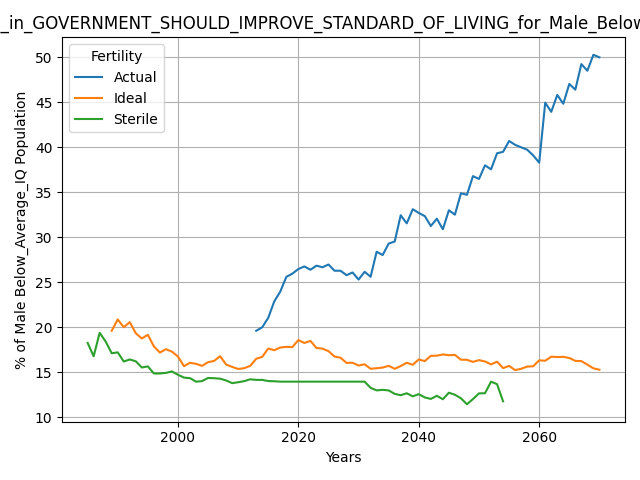 _in_GOVERNMENT_SHOULD_IMPROVE_STANDARD_OF_LIVING_for_Male_Below
Fertility
Actual
Ideal
Sterile
% of Male Below_Average_IQ Population
50
45
40
35
30
25
20
15
10
2000 2020 2040 2060
Years